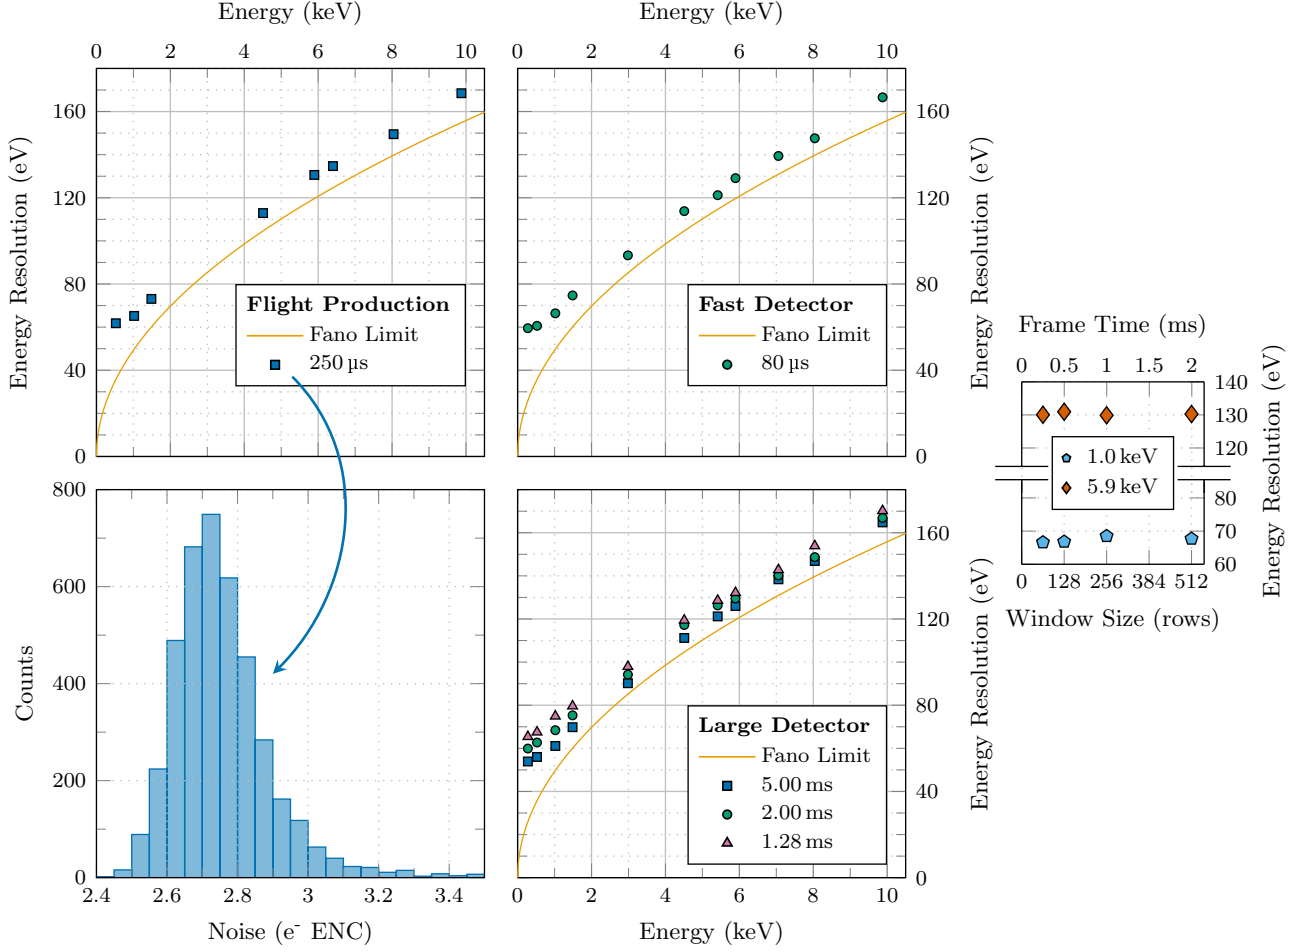 Energy (keV)
0 2 4 6 8 10
160
120
80
40
0
Energy Resolution (eV)
Flight Production
Fano Limit
250 µs
Energy (keV)
0 2 4 6 8 10
160
120
80
40
0
Energy Resolution (eV)
Fast Detector
Fano Limit
80 µs
800
600
400
200
0
Counts
2.4 2.6 2.8 3 3.2 3.4
Noise (e- ENC)
160
120
80
40
0
Energy Resolution (eV)
Large Detector
Fano Limit
5.00 ms
2.00 ms
1.28 ms
0 2 4 6 8 10
Energy (keV)
Frame Time (ms)
0 0.5 1 2
140
130
120
80
70
60
Energy Resolution (eV)
1.0 keV
5.9 keV
0 128 256 384 512
Window Size (rows)